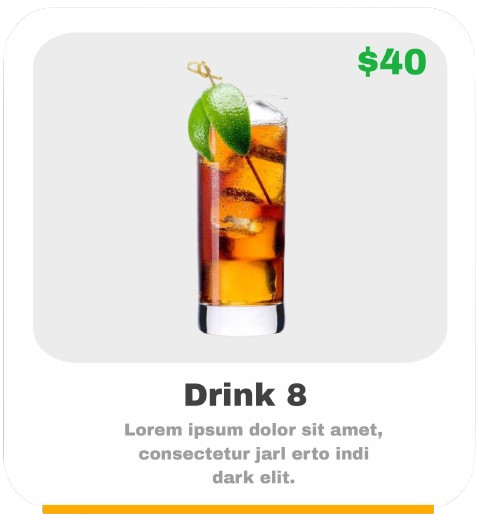 $40
Drink 8
Lorem ipsum dolor sit amet,
consectetur jarl erto indi
dark elit.